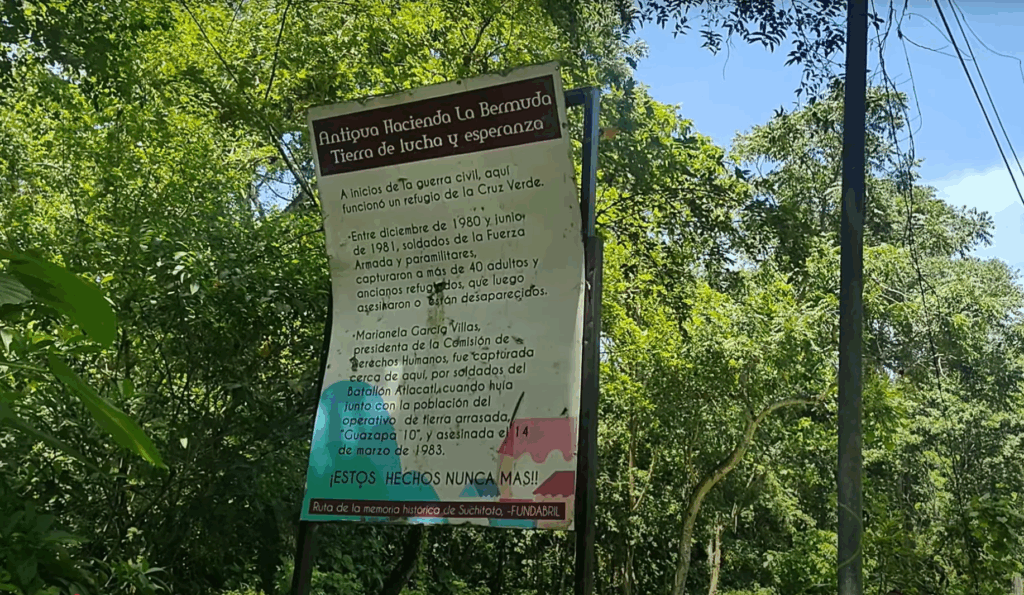 Antigua Hacienda La Bermuda
Tierra de lucha y esperanza
A inicios de la guerra civil, aquí
funcionó un refugio de la Cruz Verde.
•Entre diciembre de 1980 y junio
de 1981, soldados de la Fuerza
Armada y paramilitares,
capturaron a más de 40 adultos y
ancianos refugiados, que luego
asesinaron o están desaparecidos.
•Marianela García Villas,
presidenta de la Comisión de
Derechos Humanos, fue capturada
cerca de aquí, por soldados del
Batallón Atlacatl,cuando huía
junto con la población del
operativo de tierra arrasada,
"Guazapa 10", y asesinada el 14
de marzo de 1983.
¡ESTOS HECHOS NUNCA MAS!!
Ruta de la memoria histórica de Suchitoto, -FUNDABRIL